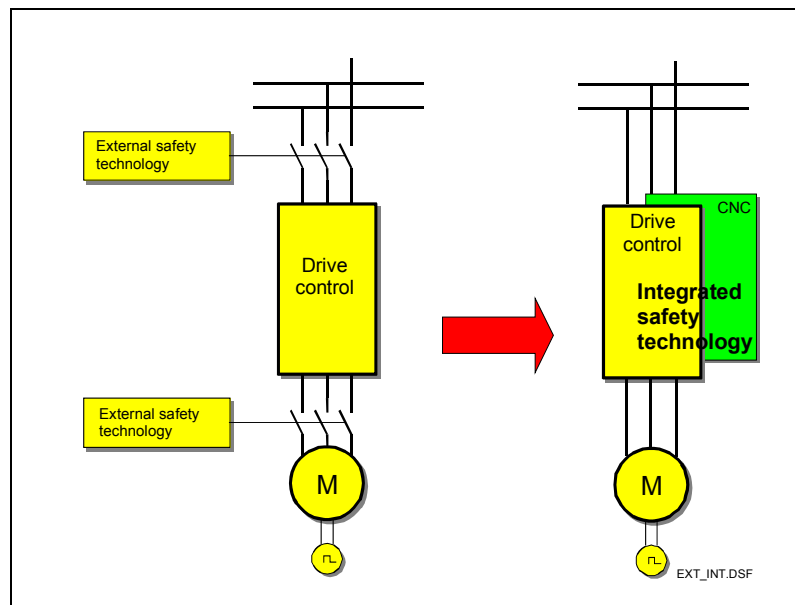 External safety
technology
Drive
control
External safety
technology
M
CNC
Drive
control
Integrated
safety
technology
M
EXT_INT.DSF